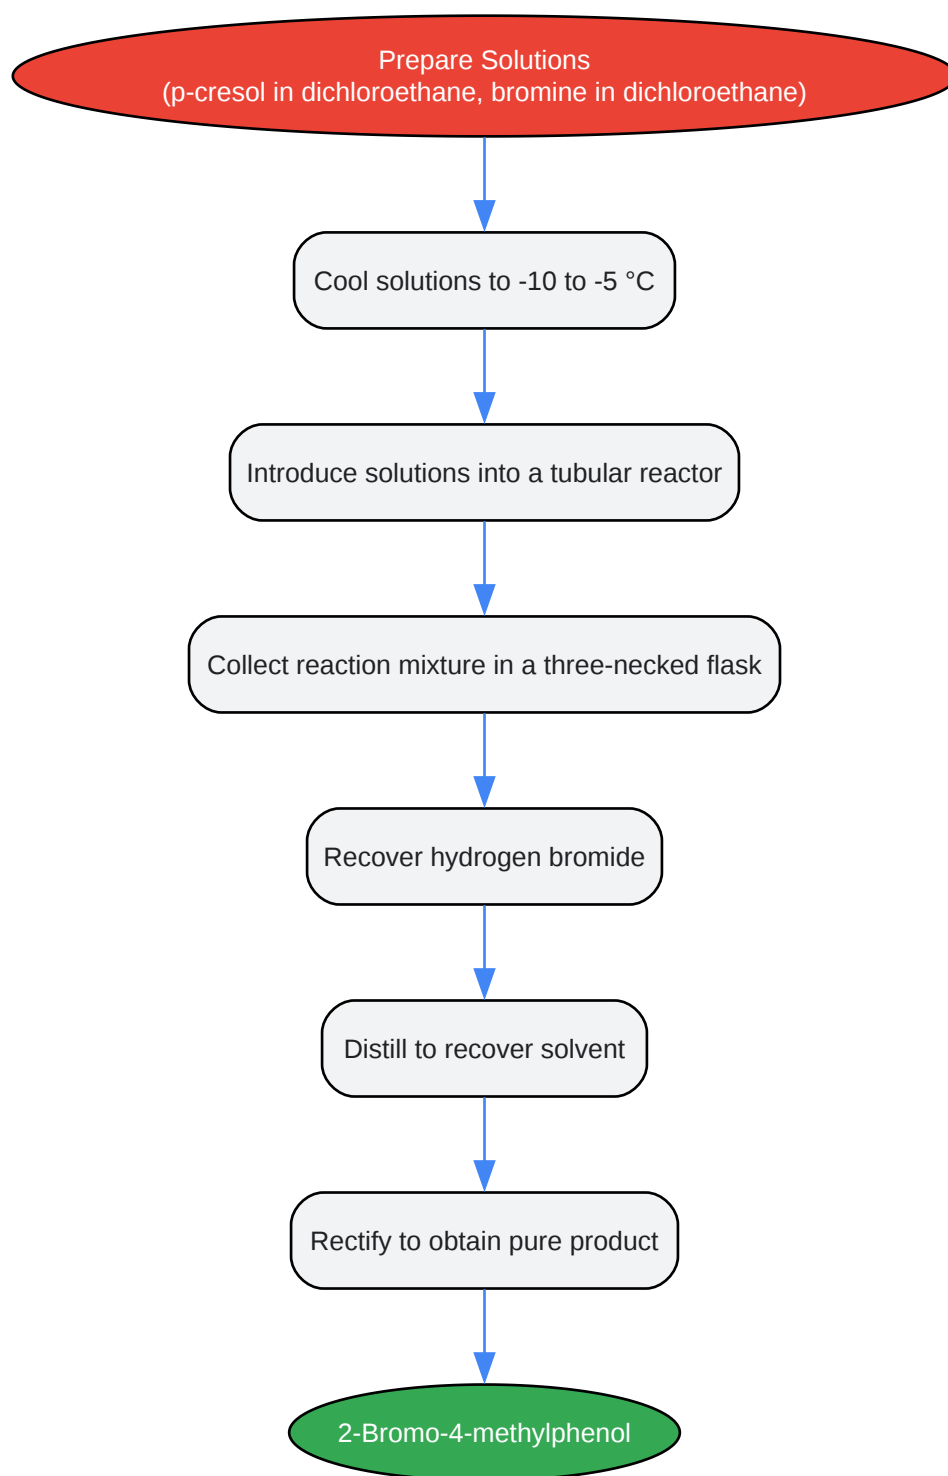 Prepare Solutions
(p-cresol in dichloroethane, bromine in dichloroethane)
Cool solutions to -10 to -5 °C
Introduce solutions into a tubular reactor
Collect reaction mixture in a three-necked flask
Recover hydrogen bromide
Distill to recover solvent
Rectify to obtain pure product
2-Bromo-4-methylphenol